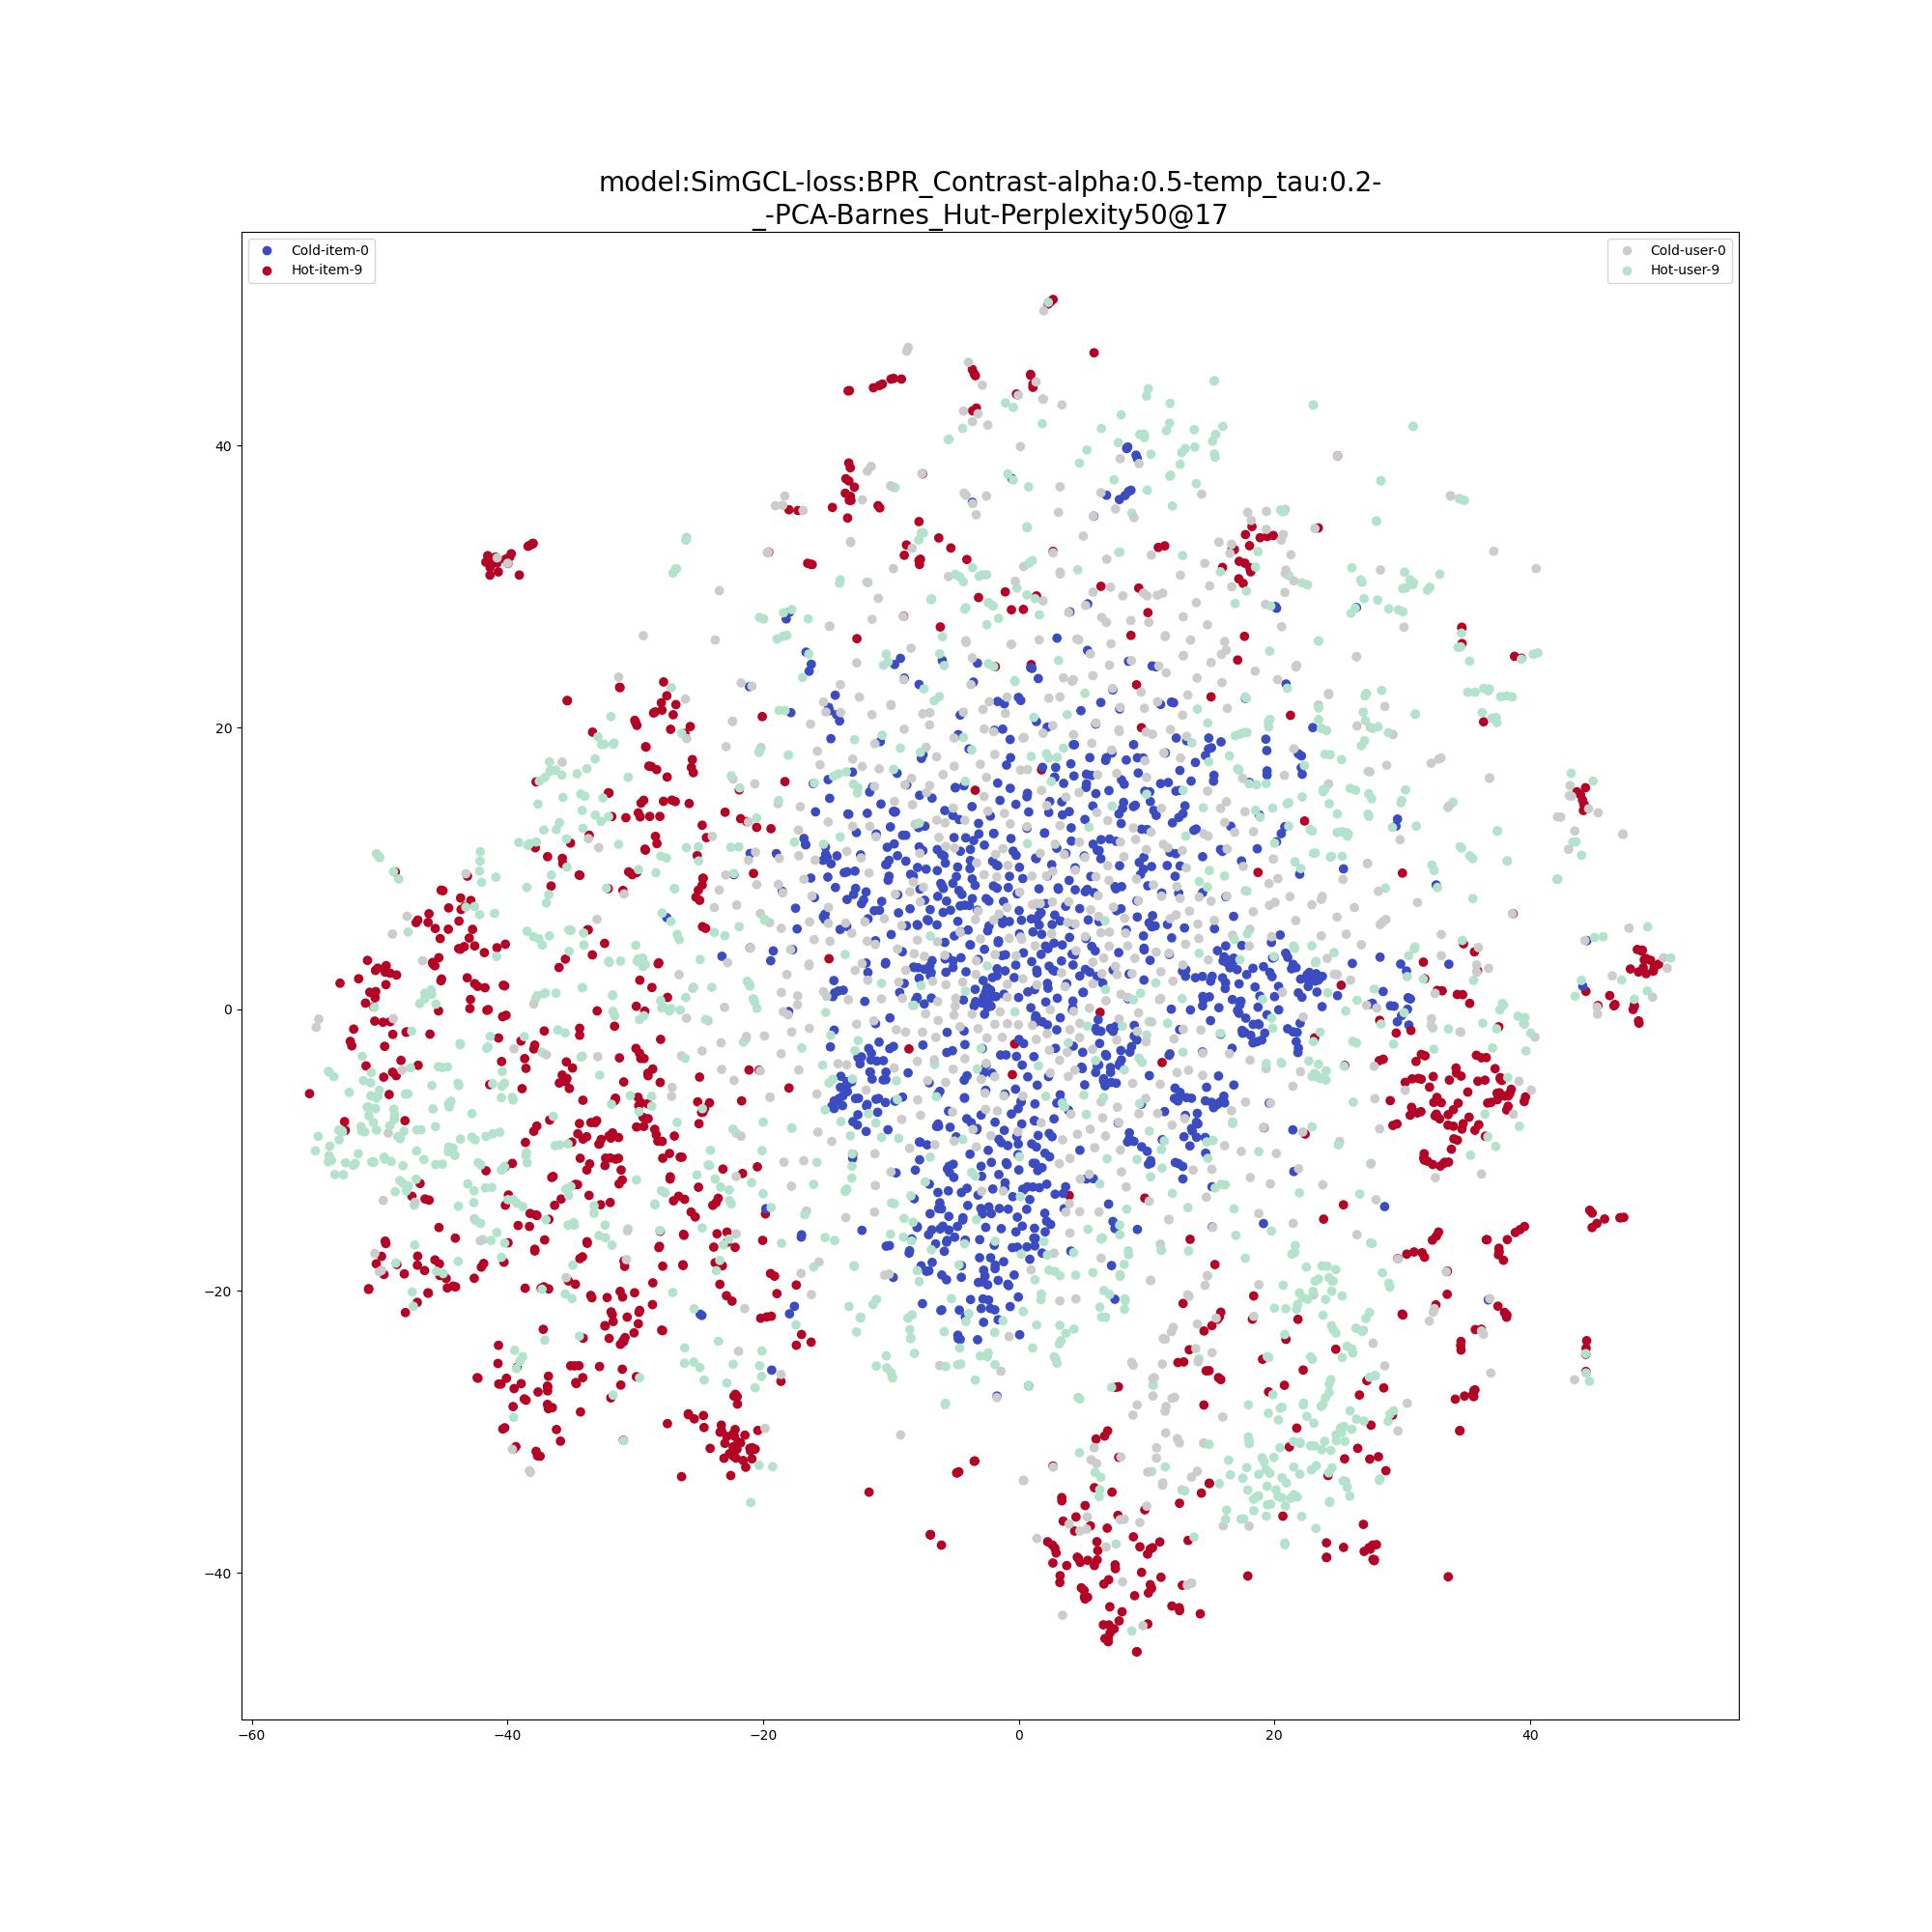 model:SimGCL-loss:BPR_Contrast-alpha:0.5-temp_tau:0.2-
_-PCA-Barnes_Hut-Perplexity50@17
Cold-item-0
Hot-item-9
Cold-user-0
Hot-user-9
40
20
0
−20
−40
−60
−40
−20
0
20
40